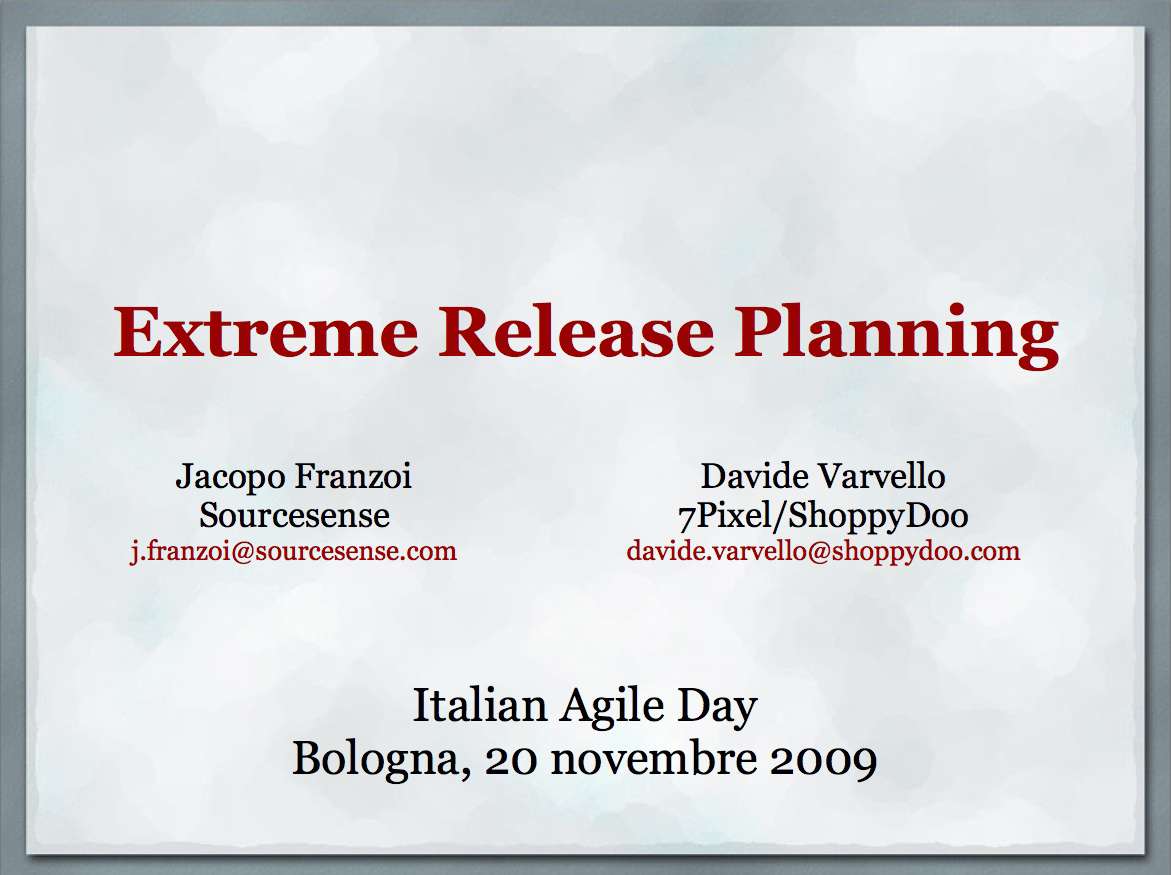 Extreme Release Planning
Jacopo Franzoi
Sourcesense
j.franzoi@sourcesense.com
Davide Varvello
7Pixel/ShoppyDoo
davide.varvello@shoppydoo.com
Italian Agile Day
Bologna, 20 novembre 2009